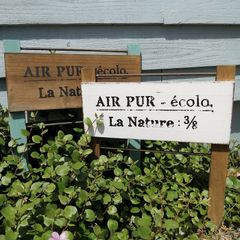 AIR PUR - écolo.
La Natu
AIR PUR - écolo.
La Nature : 3/8